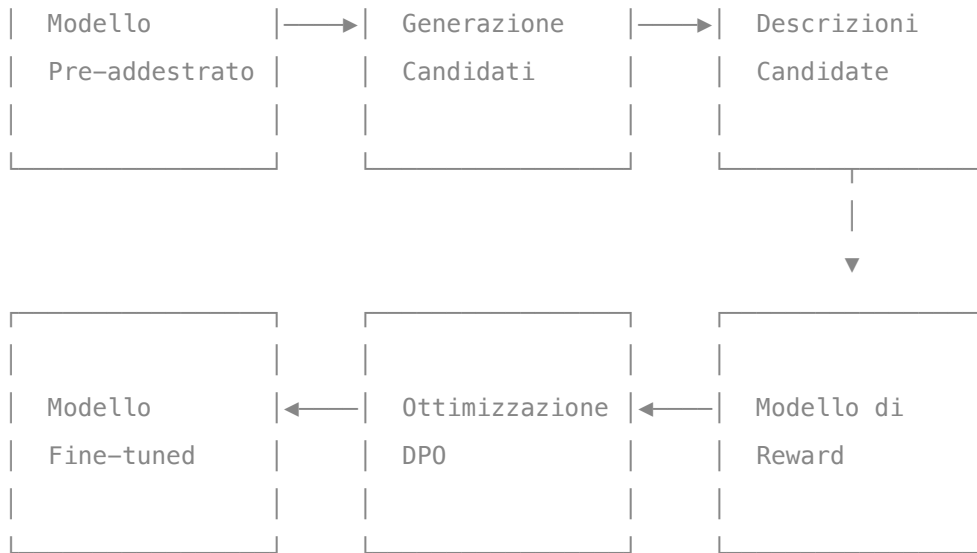 Modello
Pre-addestrato
Generazione
Candidati
Descrizioni
Candidate
Modello
Fine-tuned
Ottimizzazione
DPO
Modello di
Reward